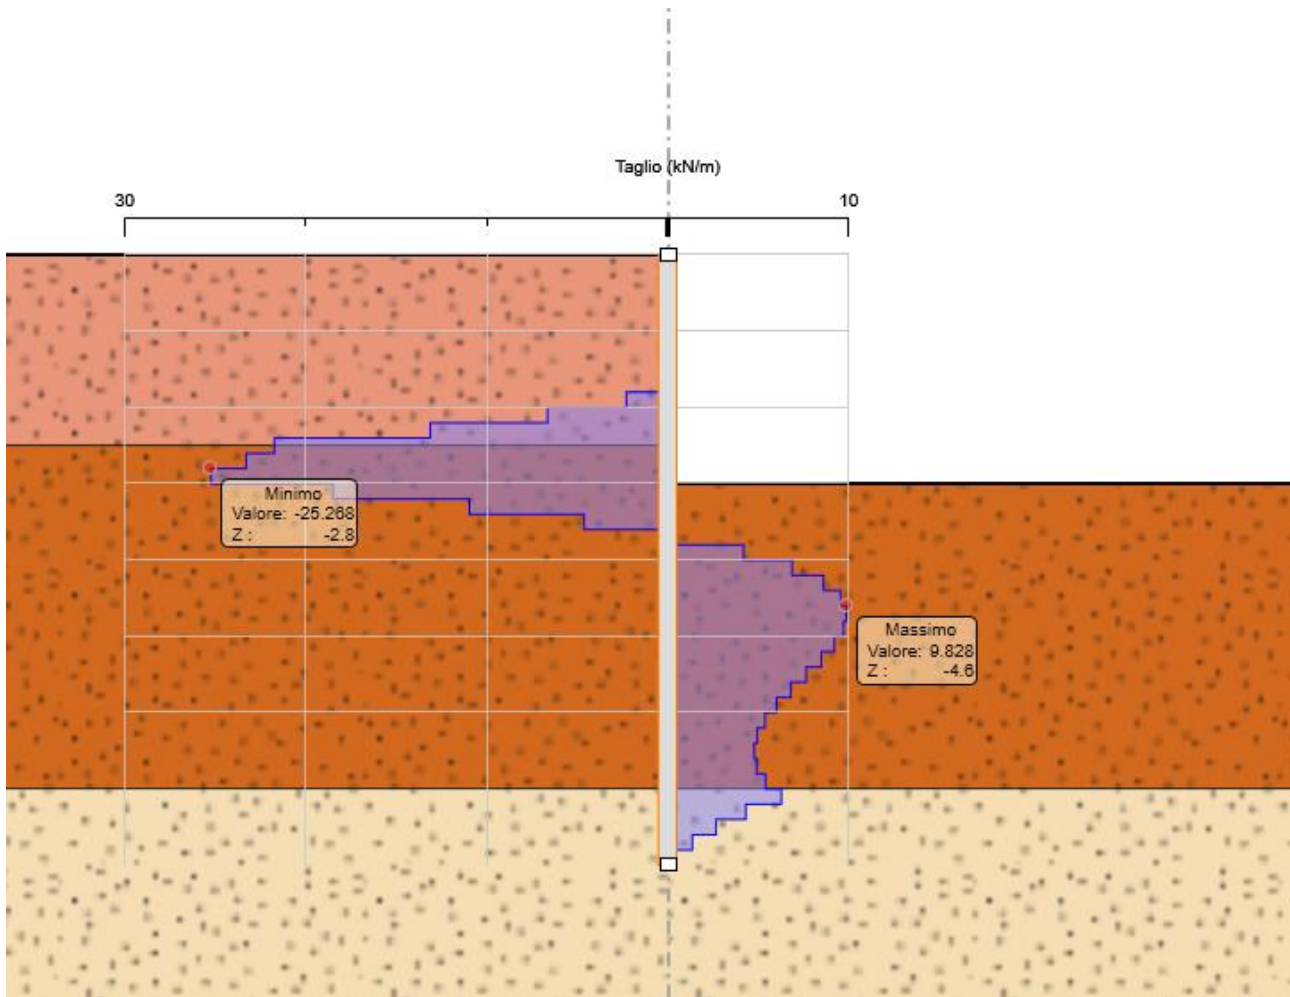 Taglio (kN/m)
30
10
Minimo
Valore: -25.268
Z : -2.8
Massimo
Valore: 9.828
Z : -4.6